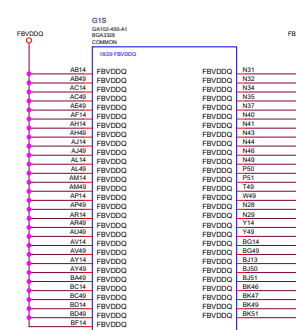 G1S
GA102-400-A1
BGA3328
COMMON
FBVDDQ
FB
18/29 FBVDDQ
AB14 FBVDDQ FBVDDQ N31
AB49 FBVDDQ FBVDDQ N32
AC14 FBVDDQ FBVDDQ N34
AC49 FBVDDQ FBVDDQ N35
AE49 FBVDDQ FBVDDQ N37
AF14 FBVDDQ FBVDDQ N40
AH14 FBVDDQ FBVDDQ N41
AH49 FBVDDQ FBVDDQ N43
AJ14 FBVDDQ FBVDDQ N44
AJ49 FBVDDQ FBVDDQ N46
AL14 FBVDDQ FBVDDQ N49
AL49 FBVDDQ FBVDDQ P50
AM14 FBVDDQ FBVDDQ P51
AM49 FBVDDQ FBVDDQ T49
AP14 FBVDDQ FBVDDQ W49
AP49 FBVDDQ FBVDDQ N28
AR14 FBVDDQ FBVDDQ N29
AR49 FBVDDQ FBVDDQ Y14
AU49 FBVDDQ FBVDDQ Y49
AV14 FBVDDQ FBVDDQ BG14
AV49 FBVDDQ FBVDDQ BG49
AY14 FBVDDQ FBVDDQ BJ13
AY49 FBVDDQ FBVDDQ BJ50
BA49 FBVDDQ FBVDDQ BJ51
BC14 FBVDDQ FBVDDQ BK46
BC49 FBVDDQ FBVDDQ BK47
BD14 FBVDDQ FBVDDQ BK49
BD49 FBVDDQ FBVDDQ BK51
BF14 FBVDDQ